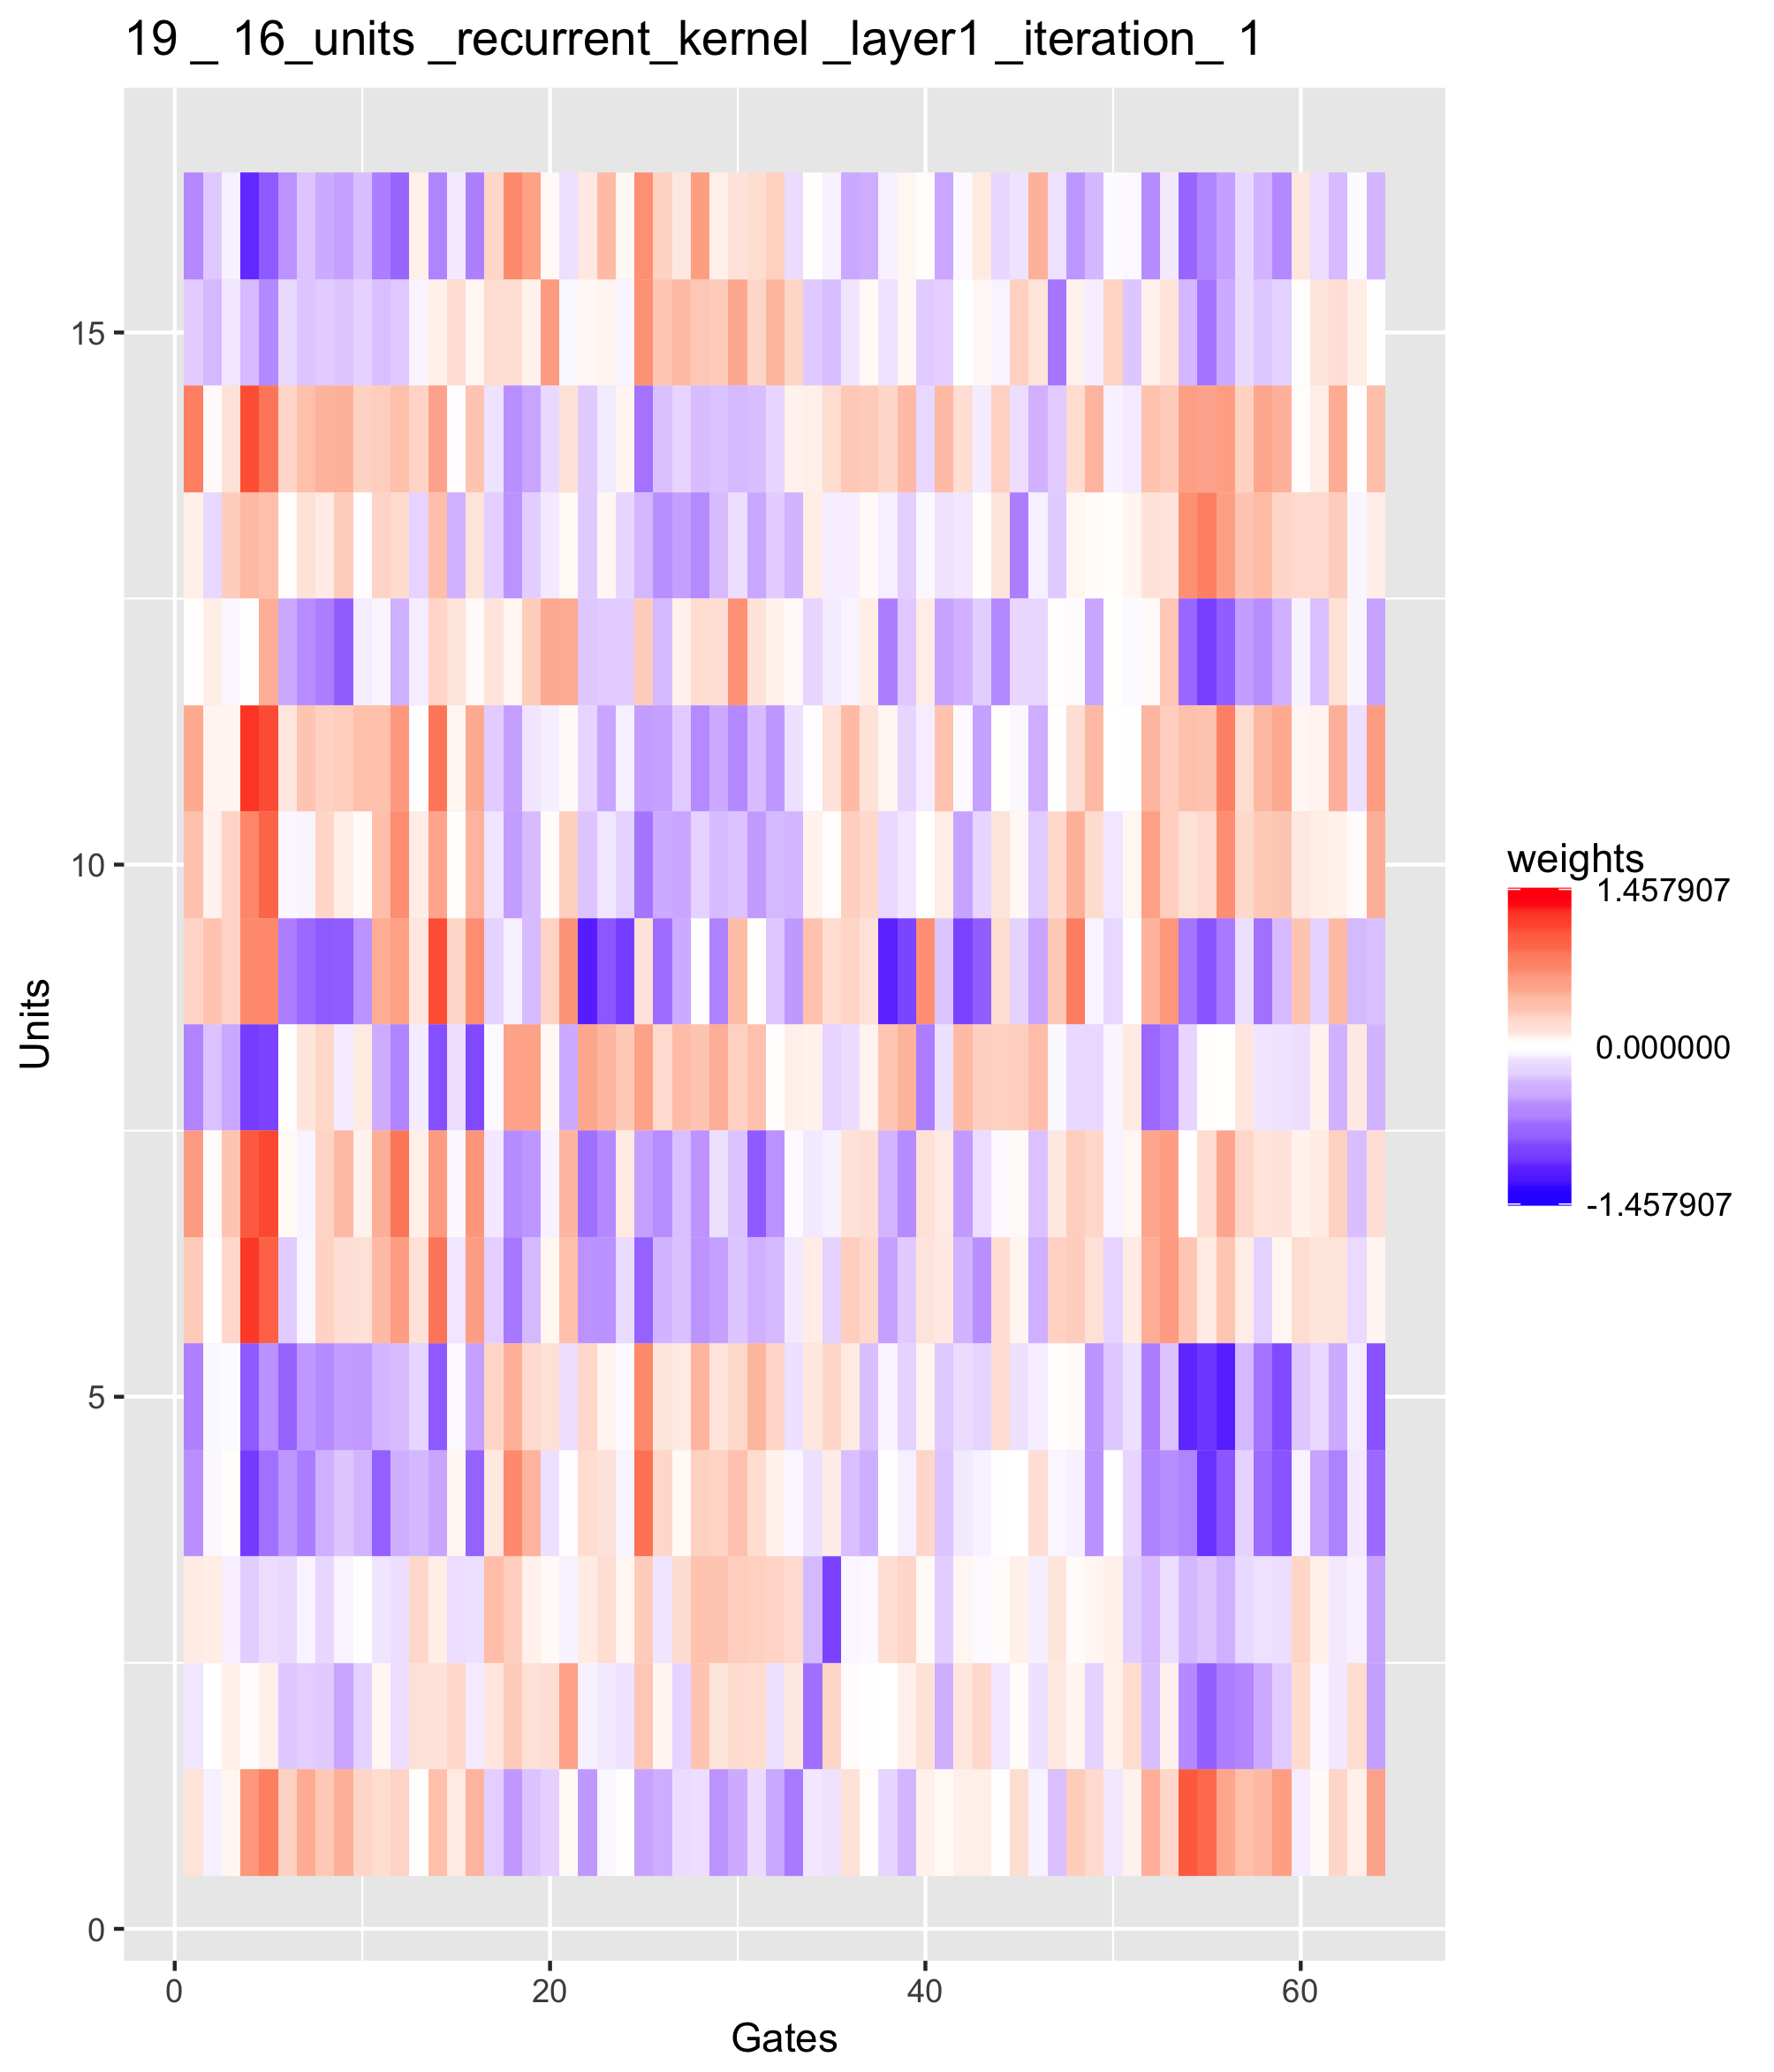 19 _ 16_units _recurrent_kernel _layer1 _iteration_ 1
15
10
5
0
Units
0 20 40 60
Gates
weights
1.457907
0.000000
-1.457907